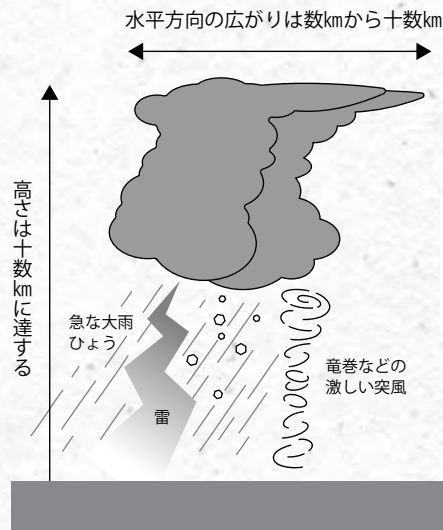 水平方向の広がりは数kmから十数km
高さは十数kmに達する
急な大雨
ひょう
雷
竜巻などの
激しい突風